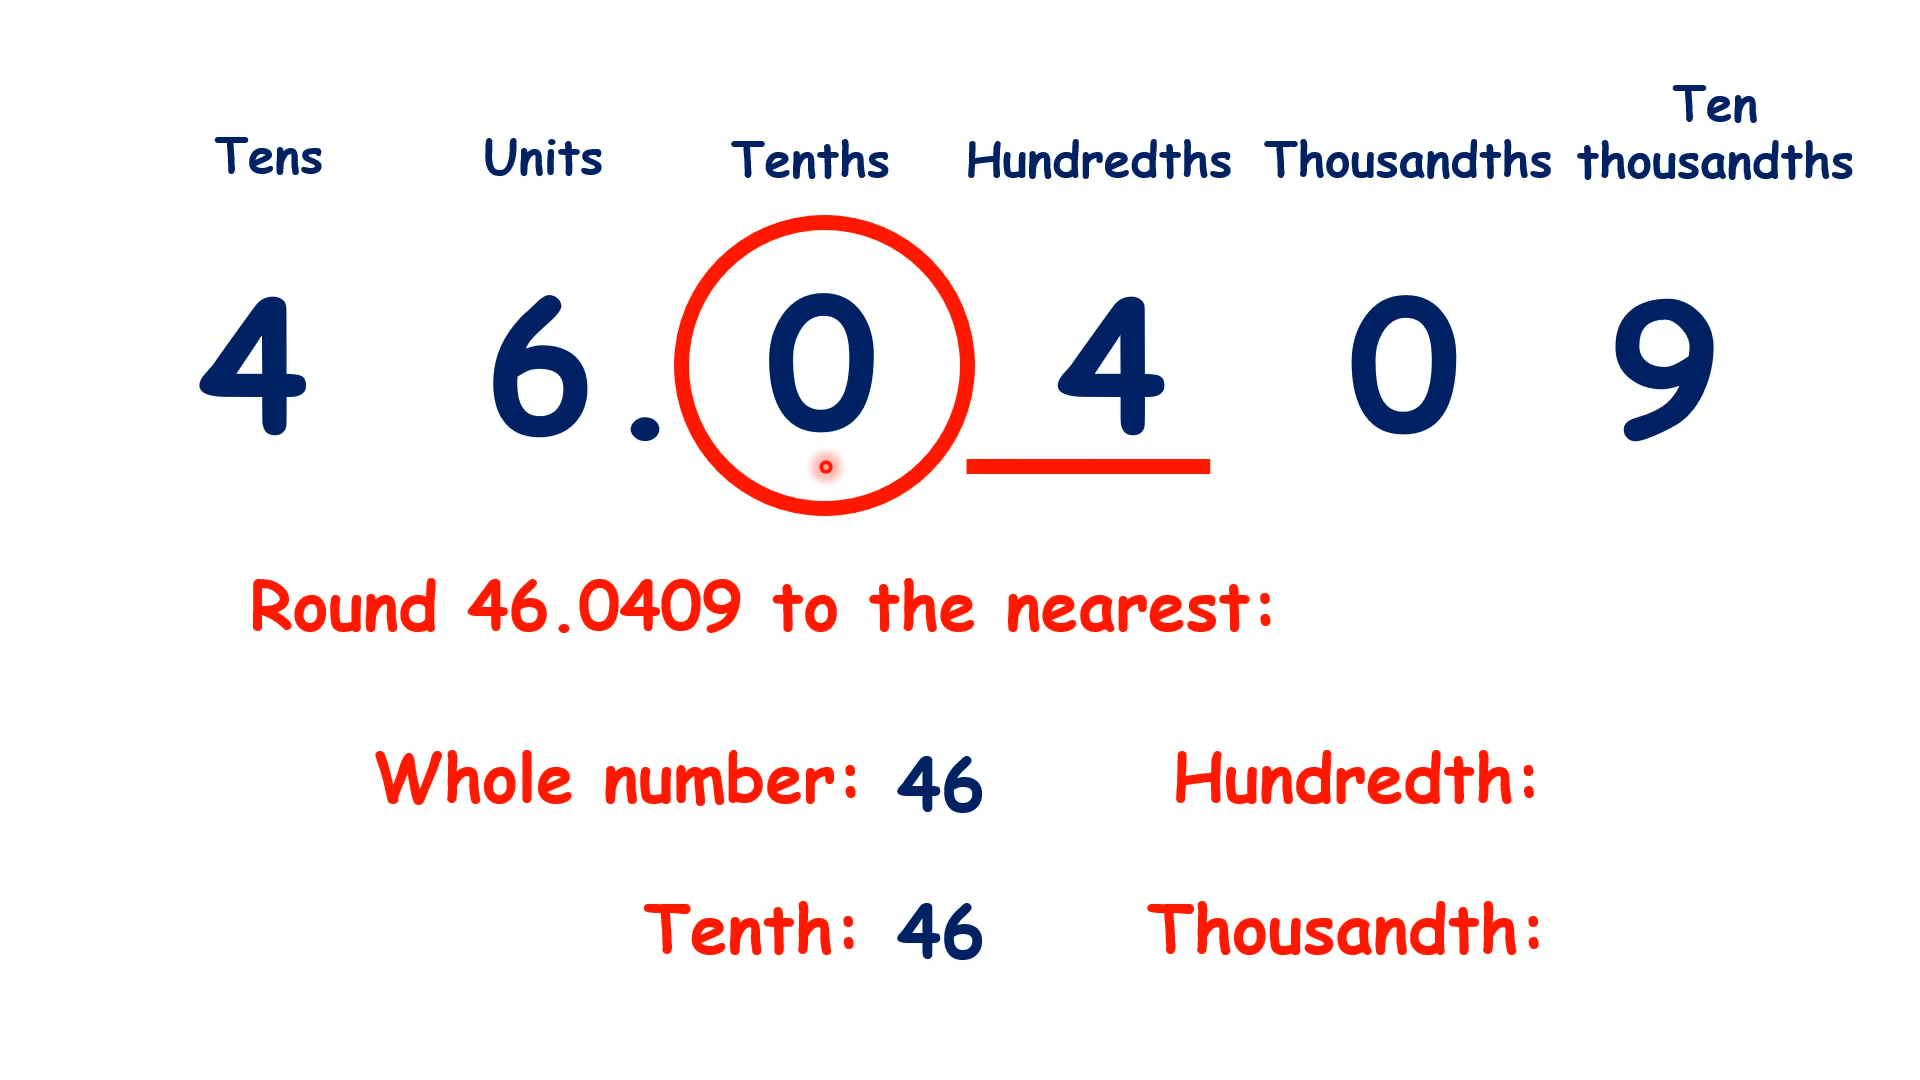 Tens Units Tenths Hundredths Thousandths Ten thousandths
4 6.0 4 0 9
Round 46.0409 to the nearest:
Whole number: 46 Hundredth:
Tenth: 46 Thousandth: